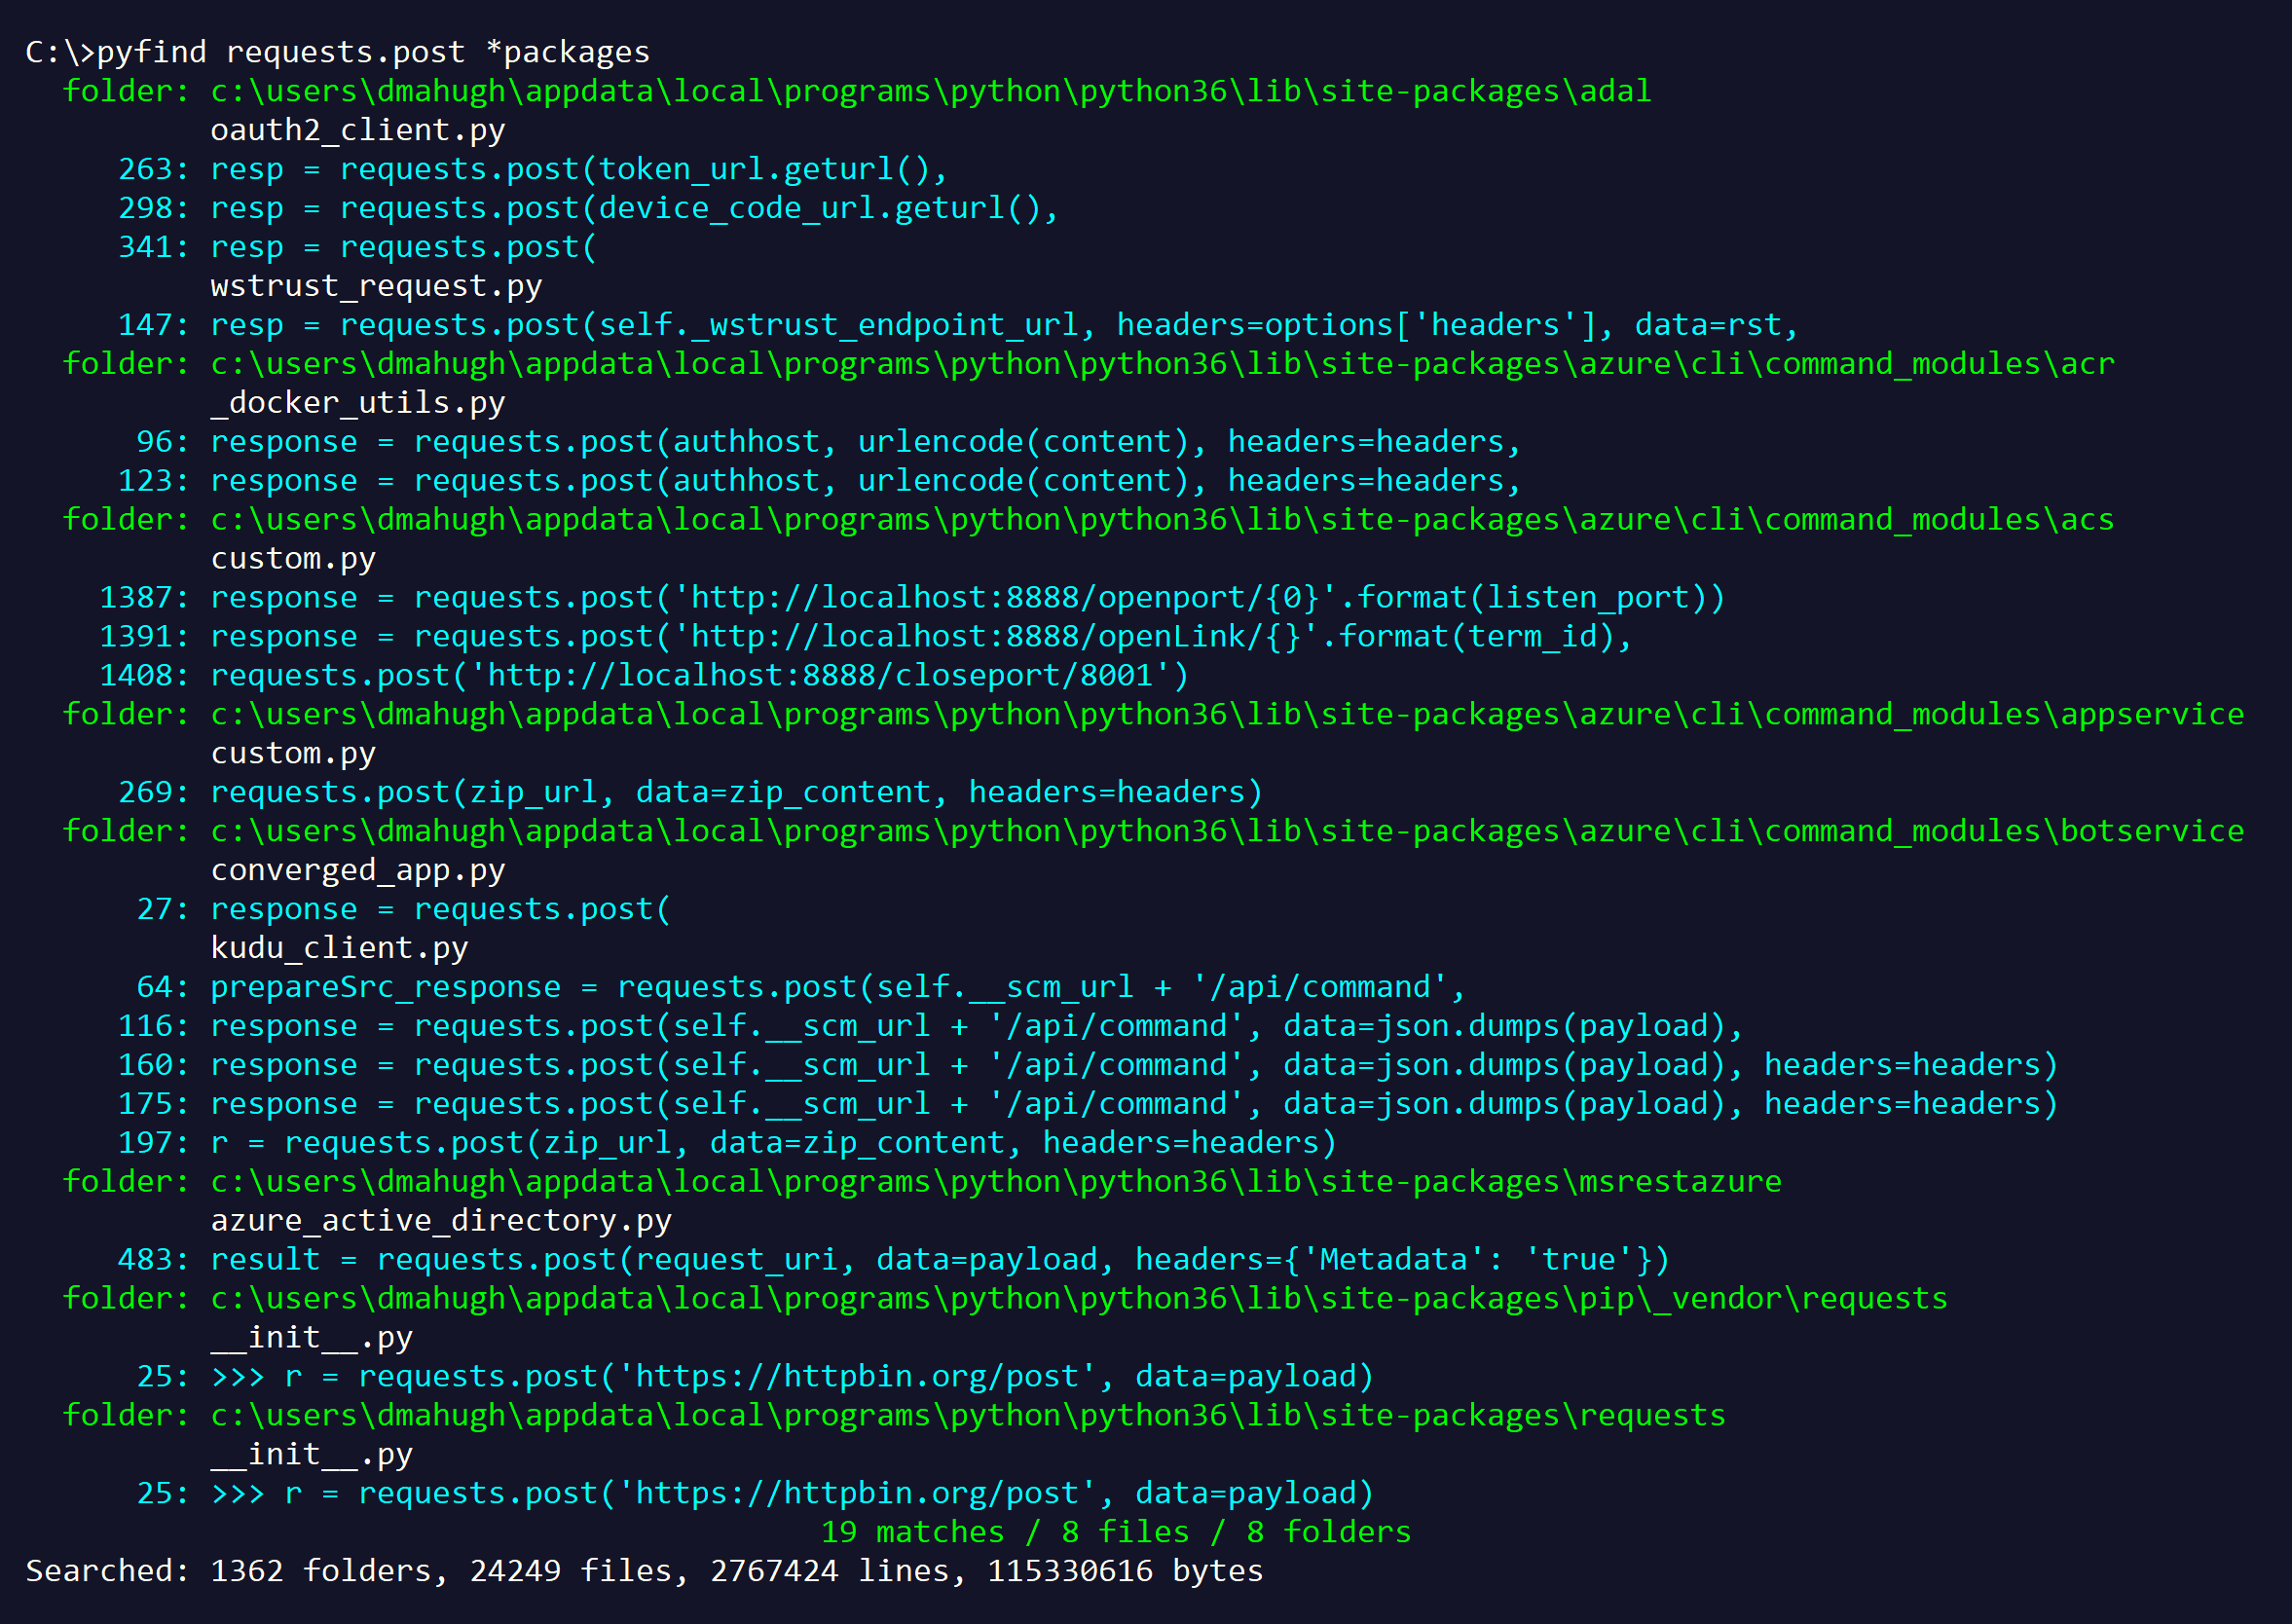 C:\>pyfind requests.post *packages
  folder: c:\users\dmahugh\appdata\local\programs\python\python36\lib\site-packages\adal
          oauth2_client.py
     263: resp = requests.post(token_url.geturl(),
     298: resp = requests.post(device_code_url.geturl(),
     341: resp = requests.post(
          wstrust_request.py
     147: resp = requests.post(self._wstrust_endpoint_url, headers=options['headers'], data=rst,
  folder: c:\users\dmahugh\appdata\local\programs\python\python36\lib\site-packages\azure\cli\command_modules\acr
          _docker_utils.py
      96: response = requests.post(authhost, urlencode(content), headers=headers,
     123: response = requests.post(authhost, urlencode(content), headers=headers,
  folder: c:\users\dmahugh\appdata\local\programs\python\python36\lib\site-packages\azure\cli\command_modules\acs
          custom.py
    1387: response = requests.post('http://localhost:8888/openport/{0}'.format(listen_port))
    1391: response = requests.post('http://localhost:8888/openLink/{}'.format(term_id),
    1408: requests.post('http://localhost:8888/closeport/8001')
  folder: c:\users\dmahugh\appdata\local\programs\python\python36\lib\site-packages\azure\cli\command_modules\appservice
          custom.py
     269: requests.post(zip_url, data=zip_content, headers=headers)
  folder: c:\users\dmahugh\appdata\local\programs\python\python36\lib\site-packages\azure\cli\command_modules\botservice
          converged_app.py
      27: response = requests.post(
          kudu_client.py
      64: prepareSrc_response = requests.post(self.__scm_url + '/api/command',
     116: response = requests.post(self.__scm_url + '/api/command', data=json.dumps(payload),
     160: response = requests.post(self.__scm_url + '/api/command', data=json.dumps(payload), headers=headers)
     175: response = requests.post(self.__scm_url + '/api/command', data=json.dumps(payload), headers=headers)
     197: r = requests.post(zip_url, data=zip_content, headers=headers)
  folder: c:\users\dmahugh\appdata\local\programs\python\python36\lib\site-packages\msrestazure
          azure_active_directory.py
     483: result = requests.post(request_uri, data=payload, headers={'Metadata': 'true'})
  folder: c:\users\dmahugh\appdata\local\programs\python\python36\lib\site-packages\pip\_vendor\requests
          __init__.py
      25: >>> r = requests.post('https://httpbin.org/post', data=payload)
  folder: c:\users\dmahugh\appdata\local\programs\python\python36\lib\site-packages\requests
          __init__.py
      25: >>> r = requests.post('https://httpbin.org/post', data=payload)
                                           19 matches / 8 files / 8 folders
Searched: 1362 folders, 24249 files, 2767424 lines, 115330616 bytes